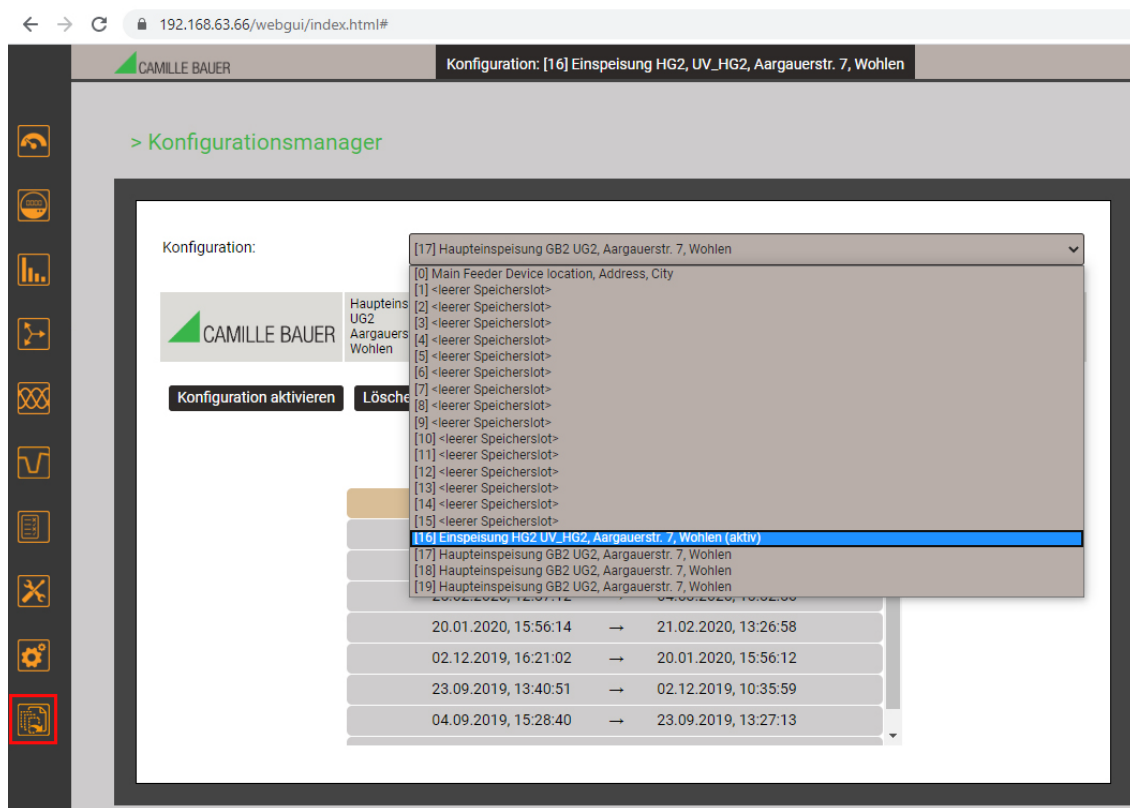 192.168.63.66/webgui/index.html#
CAMILLE BAUER
Konfiguration: [16] Einspeisung HG2, UV_HG2, Aargauerstr. 7, Wohlen
> Konfigurationsmanager
Konfiguration:
[17] Haupteinspeisung GB2 UG2, Aargauerstr. 7, Wohlen
[0] Main Feeder Device location, Address, City
[1] <leerer Speicherslot>
[2] <leerer Speicherslot>
[3] <leerer Speicherslot>
[4] <leerer Speicherslot>
[5] <leerer Speicherslot>
[6] <leerer Speicherslot>
[7] <leerer Speicherslot>
[8] <leerer Speicherslot>
[9] <leerer Speicherslot>
[10] <leerer Speicherslot>
[11] <leerer Speicherslot>
[12] <leerer Speicherslot>
[13] <leerer Speicherslot>
[14] <leerer Speicherslot>
[15] <leerer Speicherslot>
[16] Einspeisung HG2 UV_HG2, Aargauerstr. 7, Wohlen (aktiv)
[17] Haupteinspeisung GB2 UG2, Aargauerstr. 7, Wohlen
[18] Haupteinspeisung GB2 UG2, Aargauerstr. 7, Wohlen
[19] Haupteinspeisung GB2 UG2, Aargauerstr. 7, Wohlen
CAMILLE BAUER
Haupteins
UG2
Aargauers
Wohlen
Konfiguration aktivieren
Lösche
20.01.2020, 15:56:14 → 21.02.2020, 13:26:58
02.12.2019, 16:21:02 → 20.01.2020, 15:56:12
23.09.2019, 13:40:51 → 02.12.2019, 10:35:59
04.09.2019, 15:28:40 → 23.09.2019, 13:27:13